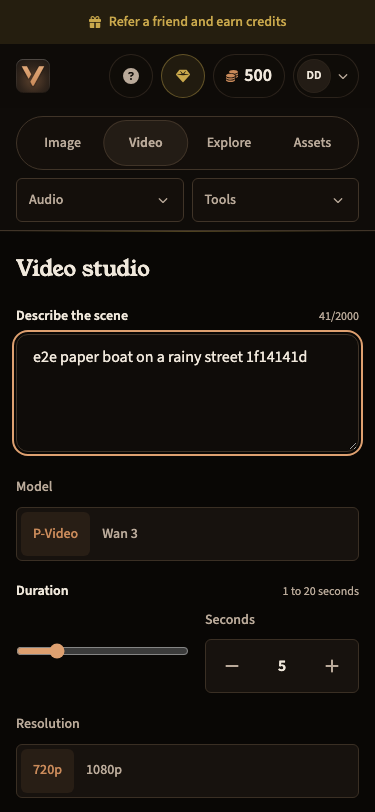 Refer a friend and earn credits
? 500 DD
Image Video Explore Assets
Audio Tools
Video studio
Describe the scene 41/2000
e2e paper boat on a rainy street 1f14141d
Model
P-Video Wan 3
Duration 1 to 20 seconds
Seconds
− 5 +
Resolution
720p 1080p